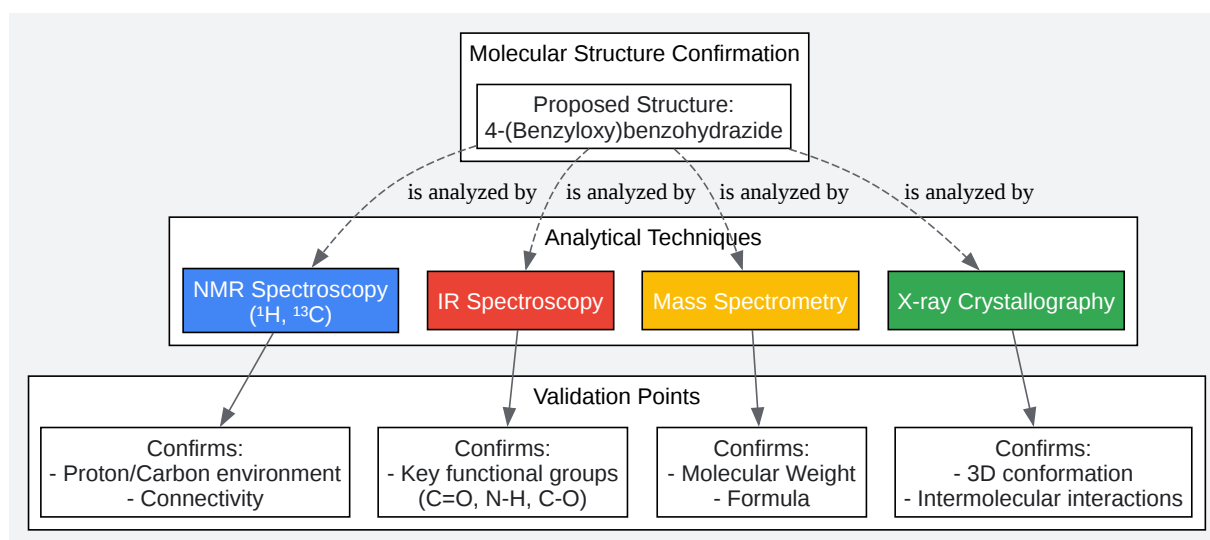 Molecular Structure Confirmation
Proposed Structure:
4-(Benzyloxy)benzohydrazide
is analyzed by
is analyzed by
is analyzed by
is analyzed by
Analytical Techniques
NMR Spectroscopy
(¹H, ¹³C)
IR Spectroscopy
Mass Spectrometry
X-ray Crystallography
Validation Points
Confirms:
- Proton/Carbon environment
- Connectivity
Confirms:
- Key functional groups
(C=O, N-H, C-O)
Confirms:
- Molecular Weight
- Formula
Confirms:
- 3D conformation
- Intermolecular interactions